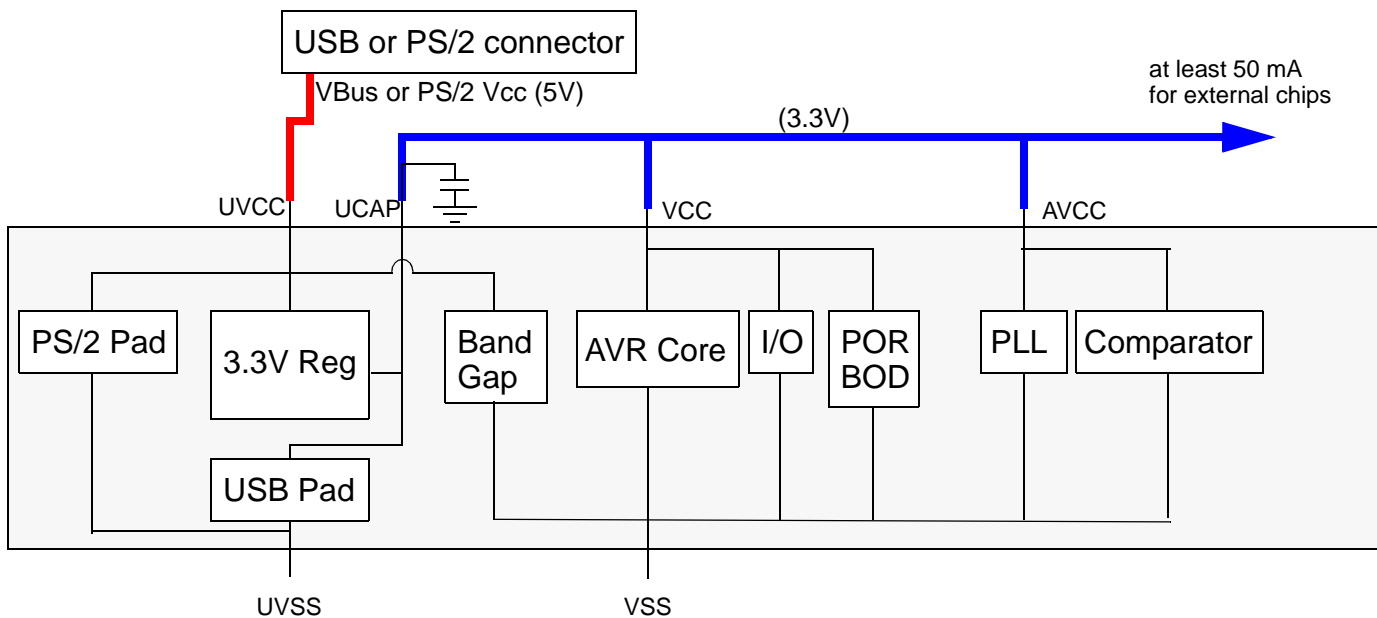 USB or PS/2 connector
VBus or PS/2 Vcc (5V)
at least 50 mA
for external chips
(3.3V)
UVCC
UCAP
VCC
AVCC
PS/2 Pad
3.3V Reg
Band
Gap
AVR Core
I/O
POR
BOD
PLL
Comparator
USB Pad
UVSS
VSS